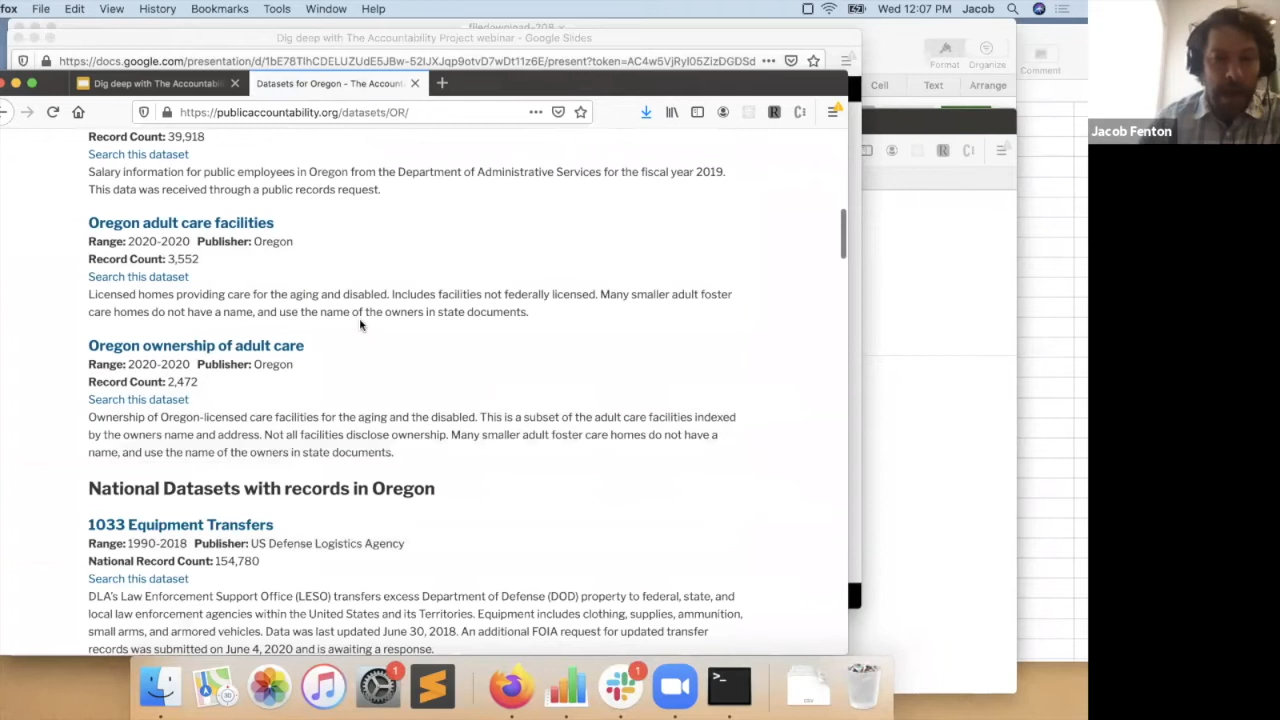 fox File Edit View History Bookmarks Tools Window Help Wed 12:07 PM Jacob
Dig deep with The Accountability Project webinar - Google Slides
Format Organize
Comment
Cell Text Arrange
Dig deep with The Accountabili
Datasets for Oregon - The Account
https://publicaccountability.org/datasets/OR/
Record Count: 39,918
Search this dataset
Salary information for public employees in Oregon from the Department of Administrative Services for the fiscal year 2019.
This data was received through a public records request.
Oregon adult care facilities
Range: 2020-2020 Publisher: Oregon
Record Count: 3,552
Search this dataset
Licensed homes providing care for the aging and disabled. Includes facilities not federally licensed. Many smaller adult foster
care homes do not have a name, and use the name of the owners in state documents.
Oregon ownership of adult care
Range: 2020-2020 Publisher: Oregon
Record Count: 2,472
Search this dataset
Ownership of Oregon-licensed care facilities for the aging and the disabled. This is a subset of the adult care facilities indexed
by the owners name and address. Not all facilities disclose ownership. Many smaller adult foster care homes do not have a
name, and use the name of the owners in state documents.
National Datasets with records in Oregon
1033 Equipment Transfers
Range: 1990-2018 Publisher: US Defense Logistics Agency
National Record Count: 154,780
Search this dataset
DLA's Law Enforcement Support Office (LESO) transfers excess Department of Defense (DOD) property to federal, state, and
local law enforcement agencies within the United States and its Territories. Equipment includes clothing, supplies, ammunition,
small arms, and armored vehicles. Data was last updated June 30, 2018. An additional FOIA request for updated transfer
records was submitted on June 4, 2020 and is awaiting a response.
Jacob Fenton
1
1